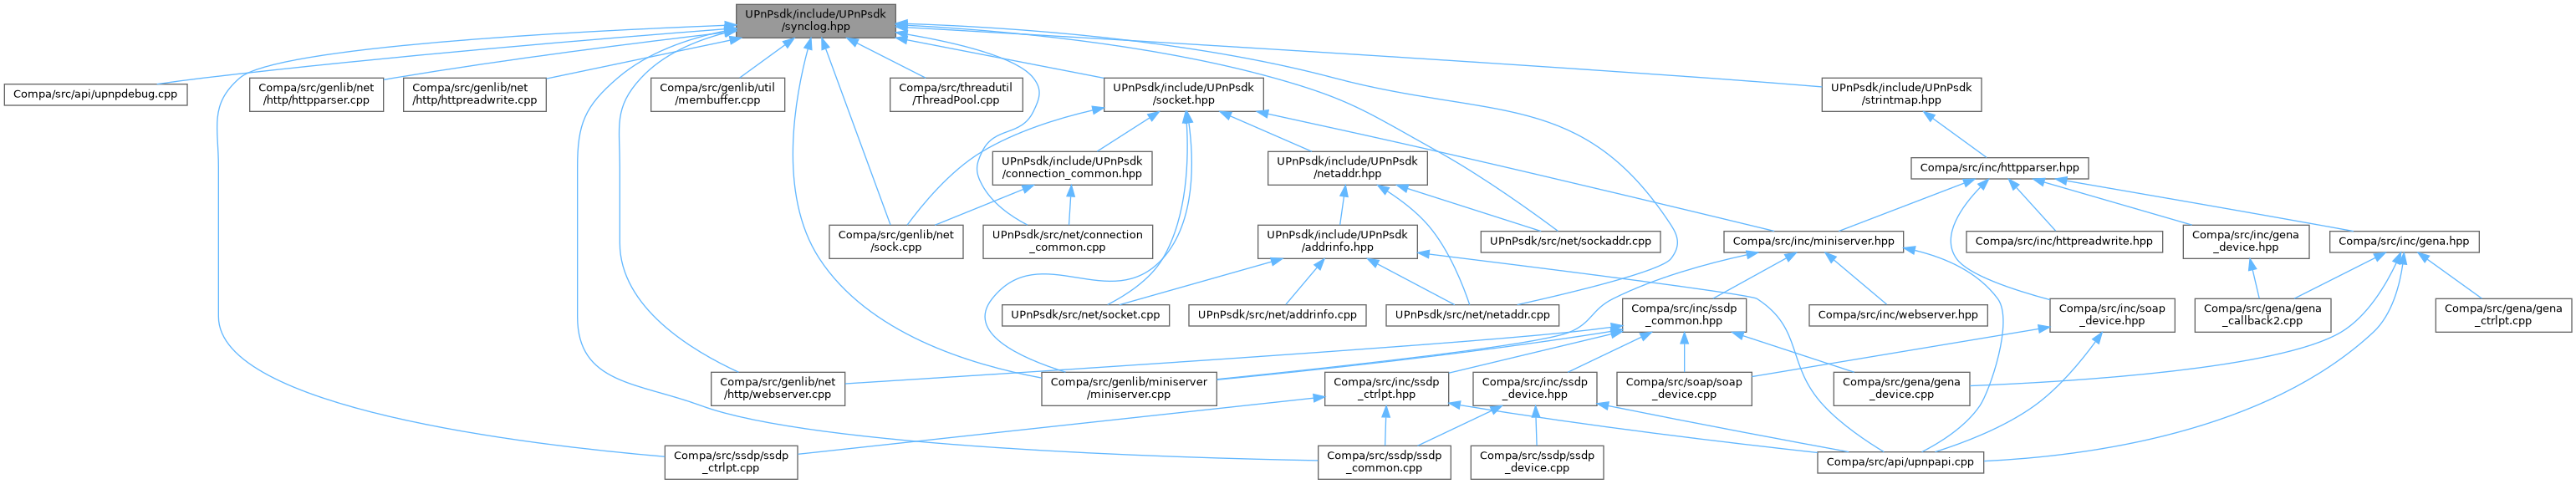 UPnPsdk/include/UPnPsdk
/synclog.hpp
Compa/src/api/upnpdebug.cpp
Compa/src/genlib/net
/http/httpparser.cpp
Compa/src/genlib/net
/http/httpreadwrite.cpp
Compa/src/genlib/util
/membuffer.cpp
Compa/src/threadutil
/ThreadPool.cpp
UPnPsdk/include/UPnPsdk
/socket.hpp
UPnPsdk/include/UPnPsdk
/strintmap.hpp
UPnPsdk/include/UPnPsdk
/connection_common.hpp
UPnPsdk/include/UPnPsdk
/netaddr.hpp
Compa/src/inc/httpparser.hpp
Compa/src/genlib/net
/sock.cpp
UPnPsdk/src/net/connection
_common.cpp
UPnPsdk/include/UPnPsdk
/addrinfo.hpp
UPnPsdk/src/net/sockaddr.cpp
Compa/src/inc/miniserver.hpp
Compa/src/inc/httpreadwrite.hpp
Compa/src/inc/gena
_device.hpp
Compa/src/inc/gena.hpp
UPnPsdk/src/net/socket.cpp
UPnPsdk/src/net/addrinfo.cpp
UPnPsdk/src/net/netaddr.cpp
Compa/src/inc/ssdp
_common.hpp
Compa/src/inc/webserver.hpp
Compa/src/inc/soap
_device.hpp
Compa/src/gena/gena
_callback2.cpp
Compa/src/gena/gena
_ctrlpt.cpp
Compa/src/genlib/net
/http/webserver.cpp
Compa/src/genlib/miniserver
/miniserver.cpp
Compa/src/inc/ssdp
_ctrlpt.hpp
Compa/src/inc/ssdp
_device.hpp
Compa/src/soap/soap
_device.cpp
Compa/src/gena/gena
_device.cpp
Compa/src/ssdp/ssdp
_ctrlpt.cpp
Compa/src/ssdp/ssdp
_common.cpp
Compa/src/ssdp/ssdp
_device.cpp
Compa/src/api/upnpapi.cpp